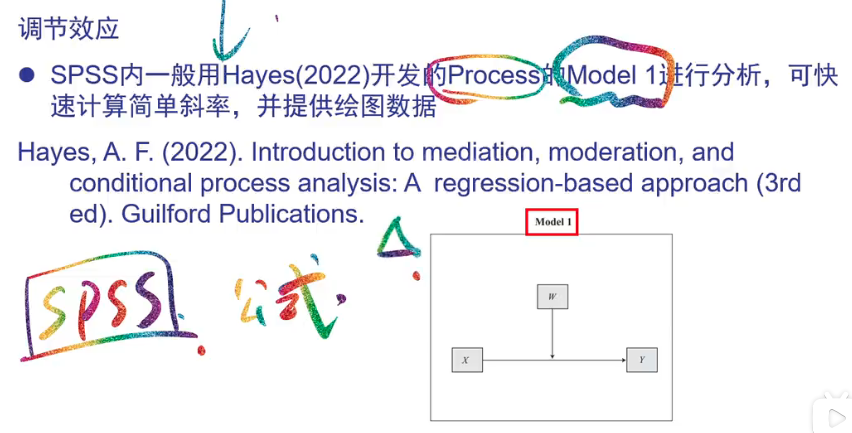 调节效应
● SPSS内一般用Hayes(2022)开发的Process的Model 1进行分析，可快
速计算简单斜率，并提供绘图数据
Hayes, A. F. (2022). Introduction to mediation, moderation, and
conditional process analysis: A regression-based approach (3rd
ed). Guilford Publications.
Model 1
SPSS.
公式.
W
X
Y